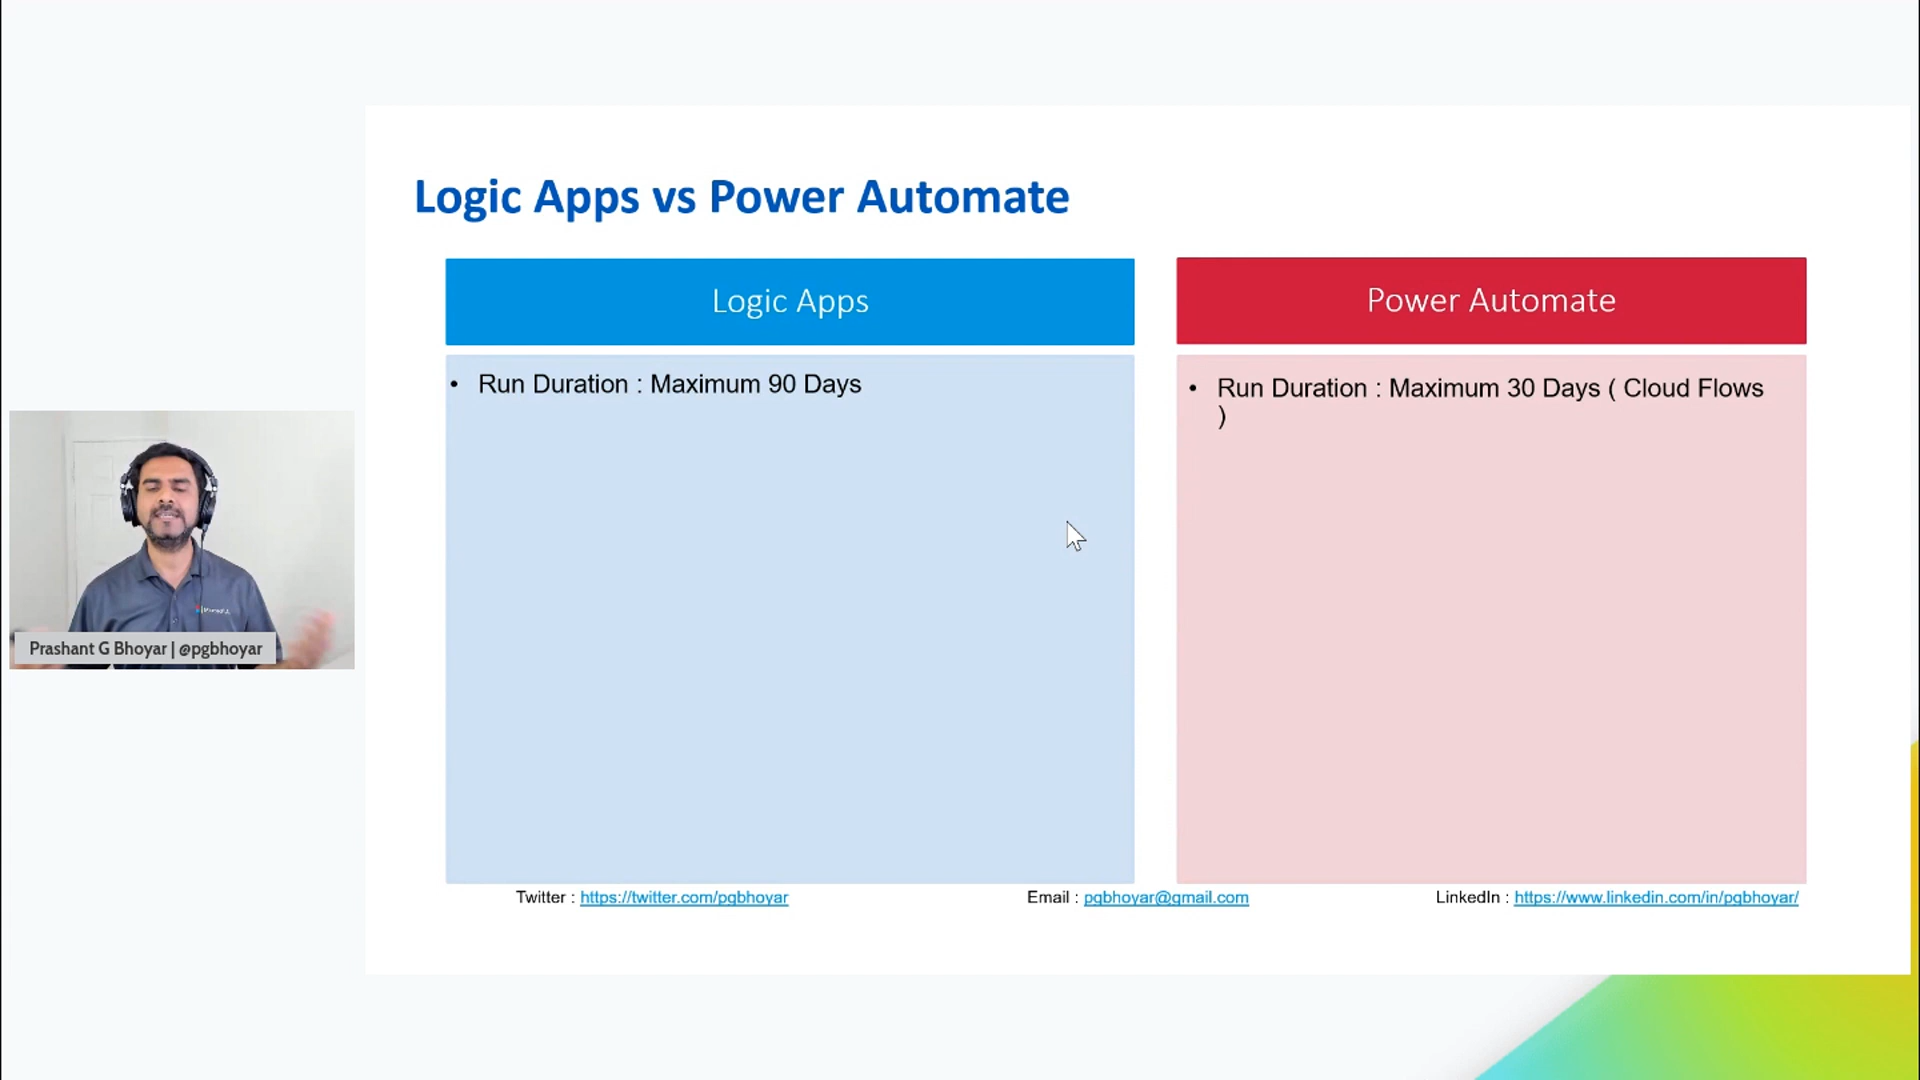 Logic Apps vs Power Automate
Logic Apps
Power Automate
• Run Duration : Maximum 90 Days
• Run Duration : Maximum 30 Days ( Cloud Flows
)
Prashant G Bhoyar | @pgbhoyar
Twitter : https://twitter.com/pgbhoyar
Email : pgbhoyar@gmail.com
LinkedIn : https://www.linkedin.com/in/pgbhoyar/